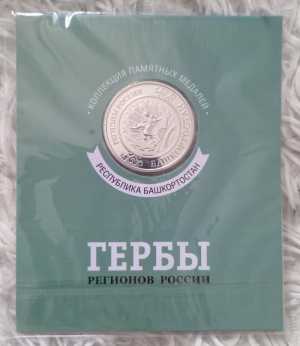 • КОЛЛЕКЦИЯ ПАМЯТНЫХ МЕДАЛЕЙ •
РЕСПУБЛИКА БАШКОРТОСТАН
ГЕРБЫ
РЕГИОНОВ РОССИИ